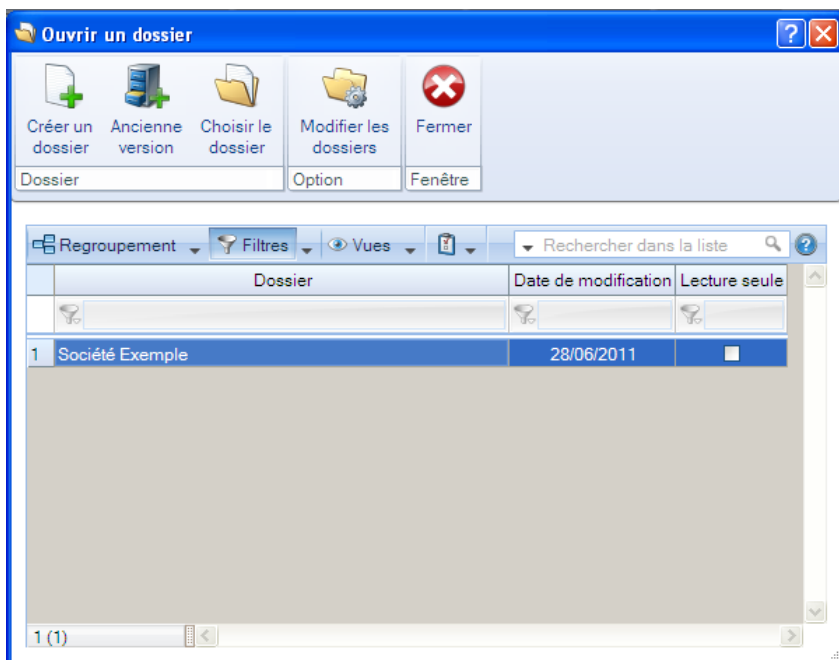 Ouvrir un dossier
?
Créer un dossier
Ancienne version
Choisir le dossier
Modifier les dossiers
Fermer
Dossier
Option
Fenêtre
Regroupement
Filtres
Vues
Rechercher dans la liste
?
Dossier
Date de modification
Lecture seule
1 Société Exemple 28/06/2011
1 (1)